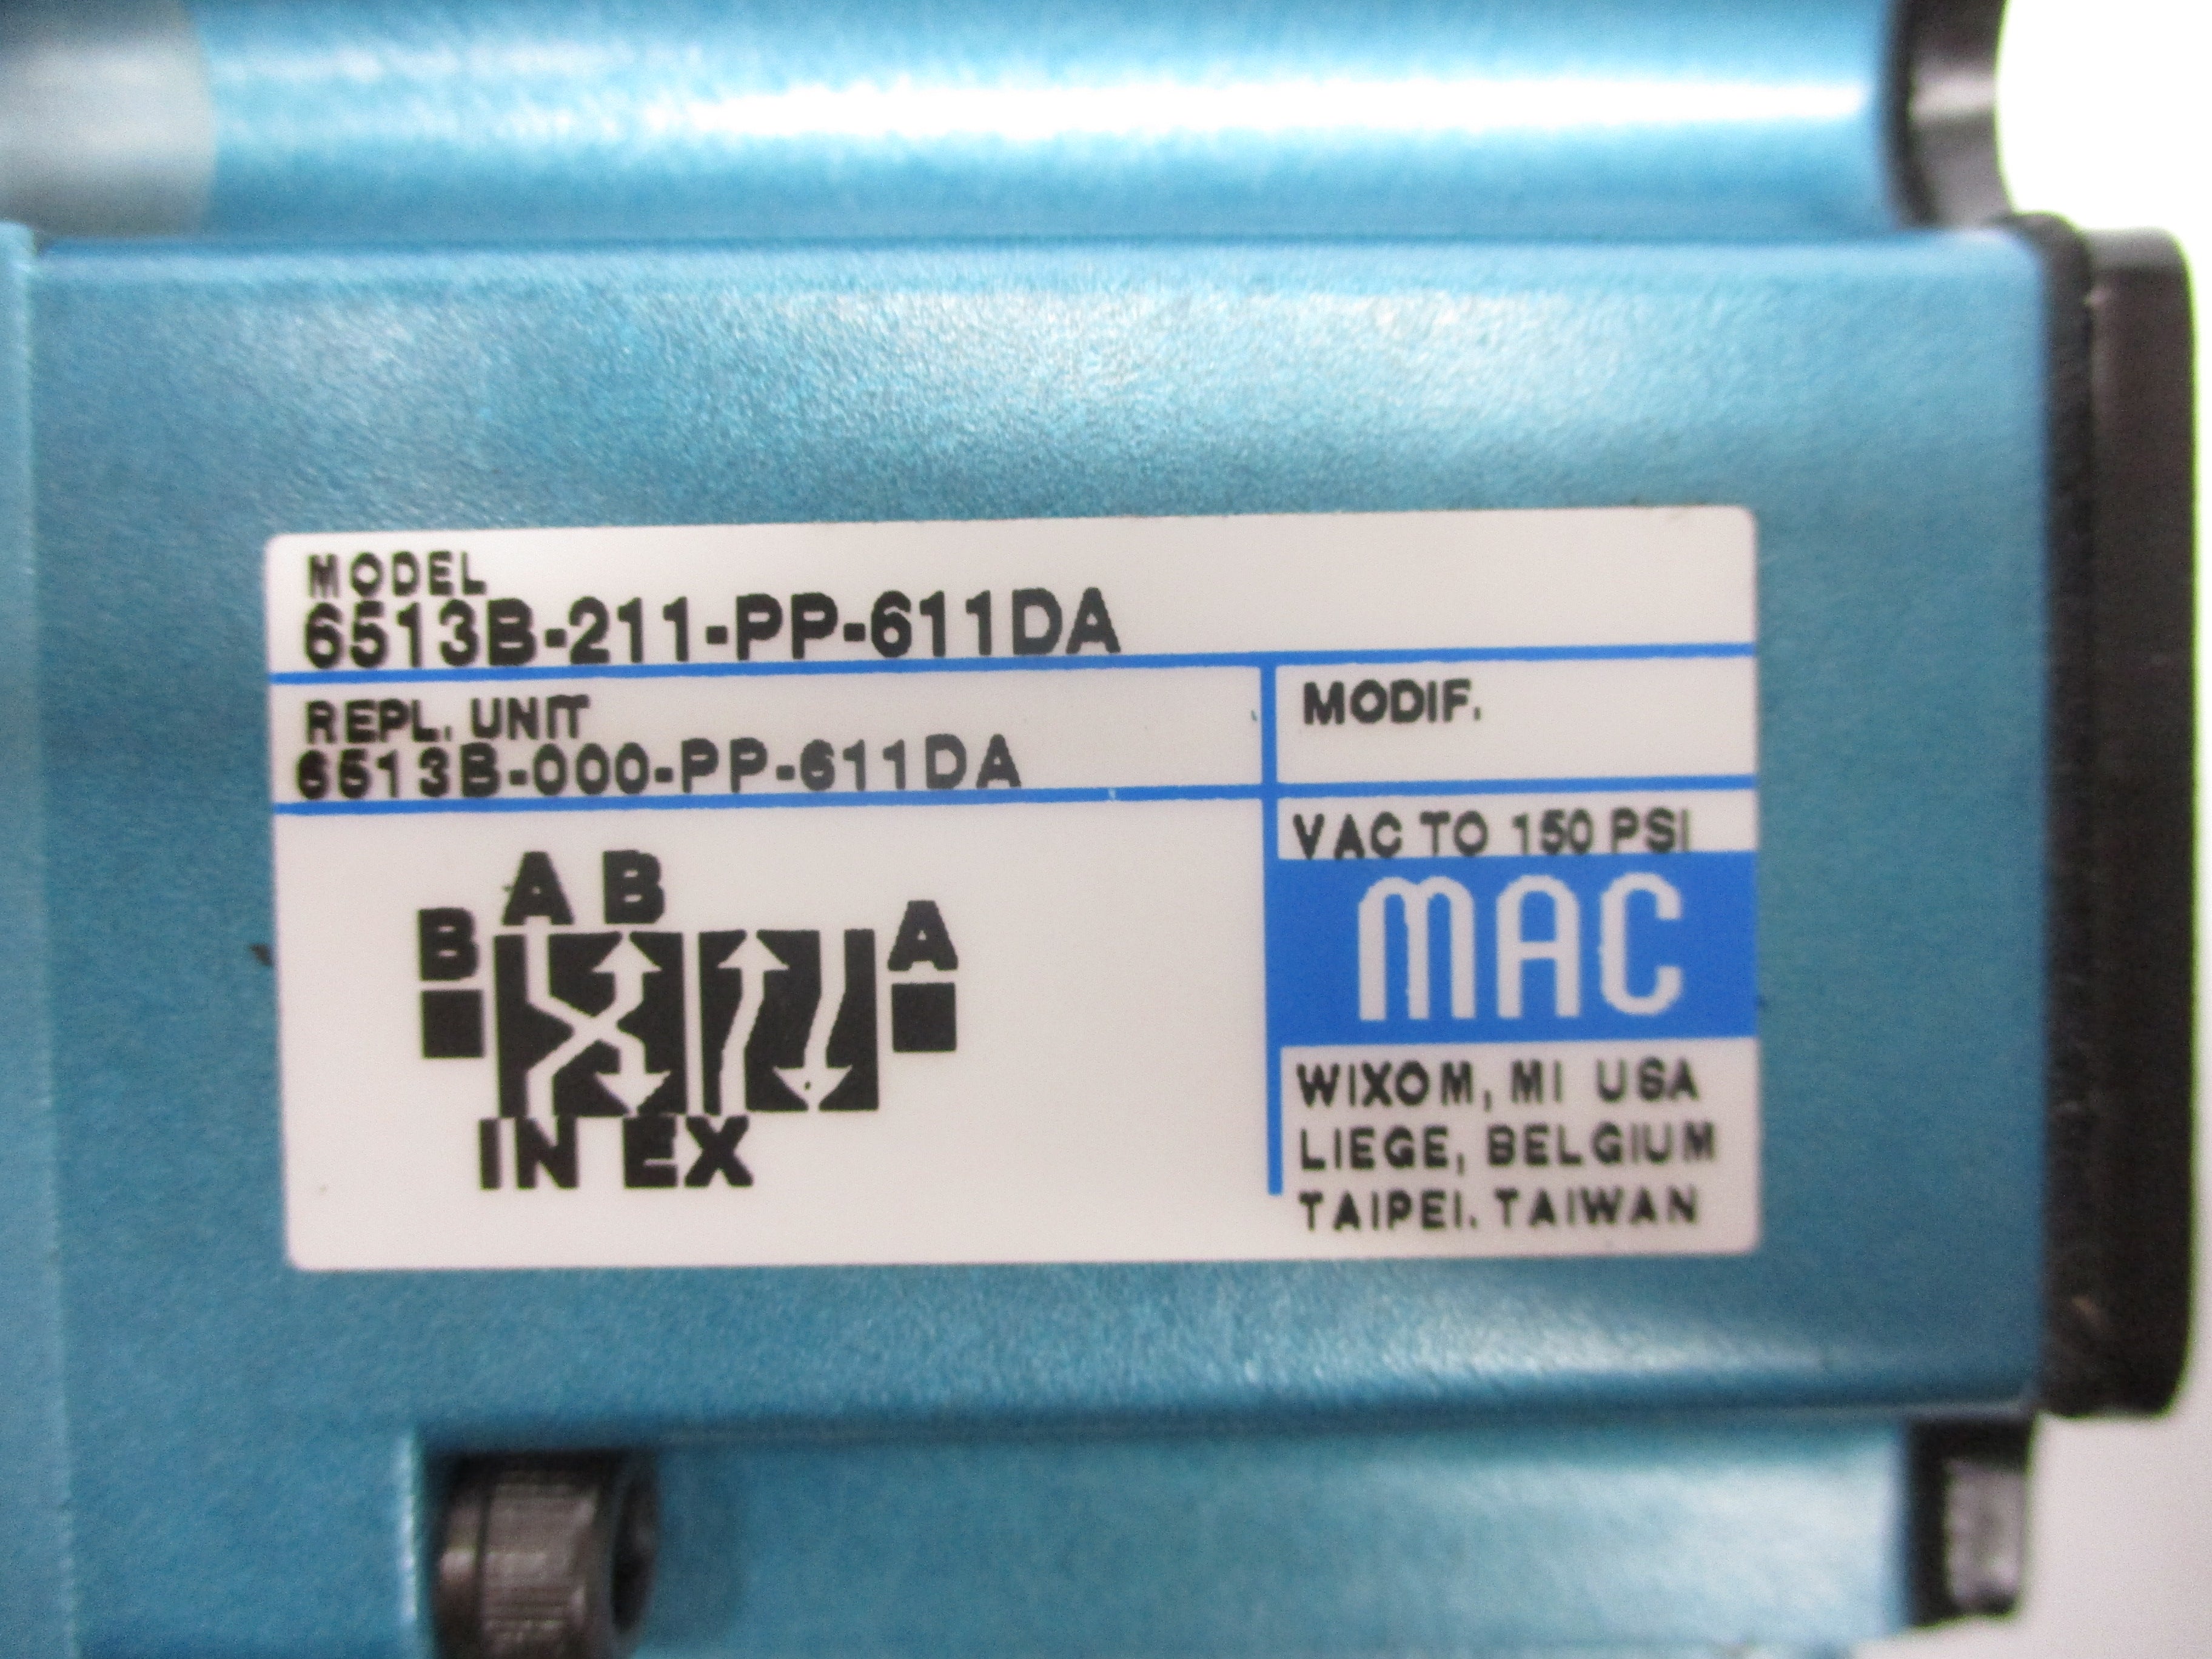 MODEL
6513B-211-PP-611DA
REPL. UNIT
6513B-000-PP-611DA
MODIF.
VAC TO 150 PSI
MAC
WIXOM, MI USA
LIEGE, BELGIUM
TAIPEI. TAIWAN
A B
B A
IN EX